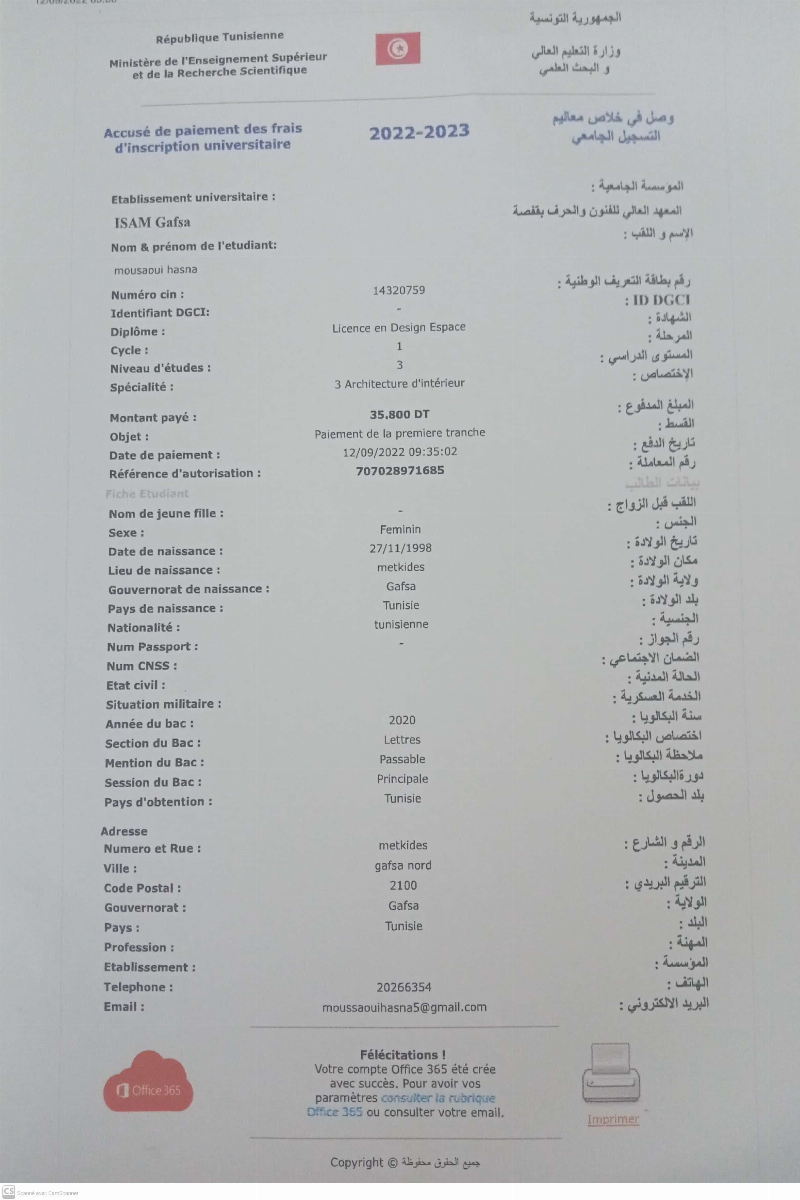 République Tunisienne
Ministère de l'Enseignement Supérieur
et de la Recherche Scientifique
الجمهورية التونسية
وزارة التعليم العالي
و البحث العلمي
Accusé de paiement des frais
d'inscription universitaire
2022-2023
وصل في خلاص معاليم
التسجيل الجامعي
Etablissement universitaire : المؤسسة الجامعية :
ISAM Gafsa المعهد العالي للفنون والحرف بقفصة
Nom & prénom de l'etudiant: الإسم و اللقب :
mousaoui hasna
Numéro cin : 14320759 رقم بطاقة التعريف الوطنية :
Identifiant DGCI: - ID DGCI :
Diplôme : Licence en Design Espace الشهادة :
Cycle : 1 المرحلة :
Niveau d'études : 3 المستوى الدراسي :
Spécialité : 3 Architecture d'intérieur الإختصاص :
Montant payé : 35.800 DT المبلغ المدفوع :
Objet : Paiement de la premiere tranche القسط :
Date de paiement : 12/09/2022 09:35:02 تاريخ الدفع :
Référence d'autorisation : 707028971685 رقم المعاملة :
Fiche Etudiant بيانات الطالب
Nom de jeune fille : - اللقب قبل الزواج :
Sexe : Feminin الجنس :
Date de naissance : 27/11/1998 تاريخ الولادة :
Lieu de naissance : metkides مكان الولادة :
Gouvernorat de naissance : Gafsa ولاية الولادة :
Pays de naissance : Tunisie بلد الولادة :
Nationalité : tunisienne الجنسية :
Num Passport : - رقم الجواز :
Num CNSS : الضمان الاجتماعي :
Etat civil : الحالة المدنية :
Situation militaire : الخدمة العسكرية :
Année du bac : 2020 سنة البكالويا :
Section du Bac : Lettres اختصاص البكالويا :
Mention du Bac : Passable ملاحظة البكالويا :
Session du Bac : Principale دورةالبكالويا :
Pays d'obtention : Tunisie بلد الحصول :
Adresse
Numero et Rue : metkides الرقم و الشارع :
Ville : gafsa nord المدينة :
Code Postal : 2100 الترقيم البريدي :
Gouvernorat : Gafsa الولاية :
Pays : Tunisie البلد :
Profession : المهنة :
Etablissement : المؤسسة :
Telephone : 20266354 الهاتف :
Email : moussaouihasna5@gmail.com البريد الالكتروني :
Félécitations !
Votre compte Office 365 été crée
avec succès. Pour avoir vos
paramètres consulter la rubrique
Office 365 ou consulter votre email.
Office 365
Imprimer
Copyright © جميع الحقوق محفوظة
CS Scanné avec CamScanner